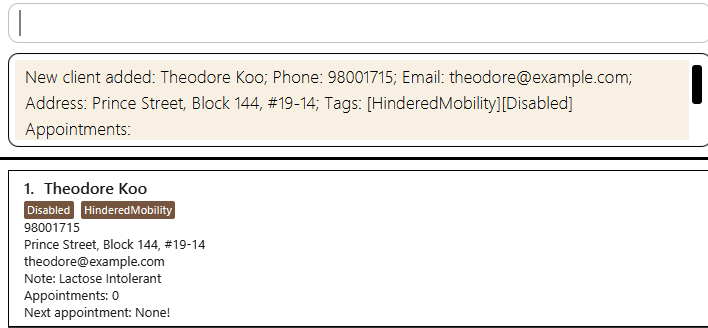 New client added: Theodore Koo; Phone: 98001715; Email: theodore@example.com;
Address: Prince Street, Block 144, #19-14; Tags: [HinderedMobility][Disabled]
Appointments:
1. Theodore Koo
Disabled HinderedMobility
98001715
Prince Street, Block 144, #19-14
theodore@example.com
Note: Lactose Intolerant
Appointments: 0
Next appointment: None!